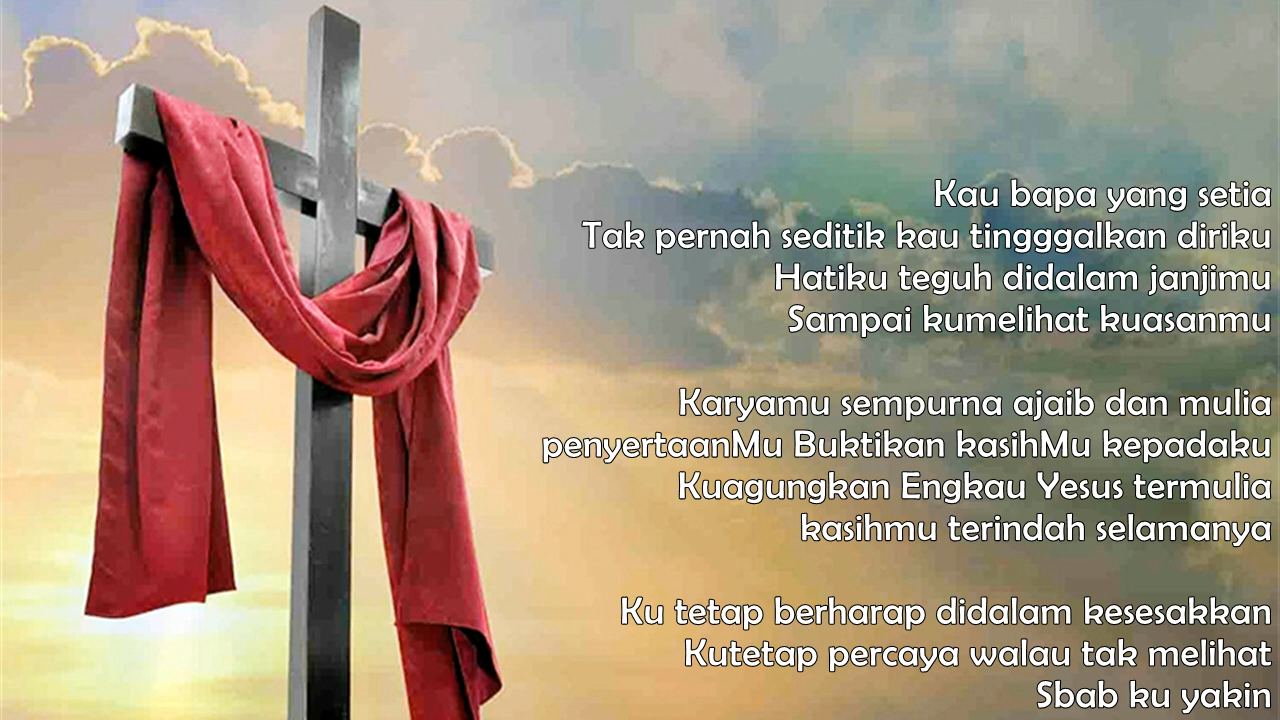 Kau bapa yang setia
Tak pernah seditik kau tingggalkan diriku
Hatiku teguh didalam janjimu
Sampai kumelihat kuasanmu
Karyamu sempurna ajaib dan mulia
penyertaanMu Buktikan kasihMu kepadaku
Kuagungkan Engkau Yesus termulia
kasihmu terindah selamanya
Ku tetap berharap didalam kesesakkan
Kutetap percaya walau tak melihat
Sbab ku yakin